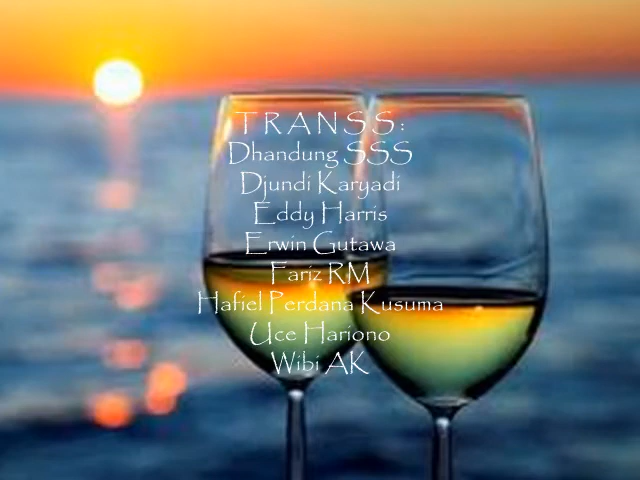 T R A N S S :
Dhandung SSS
Djundi Karyadi
Eddy Harris
Erwin Gutawa
Fariz RM
Hafiel Perdana Kusuma
Uce Hariono
Wibi AK